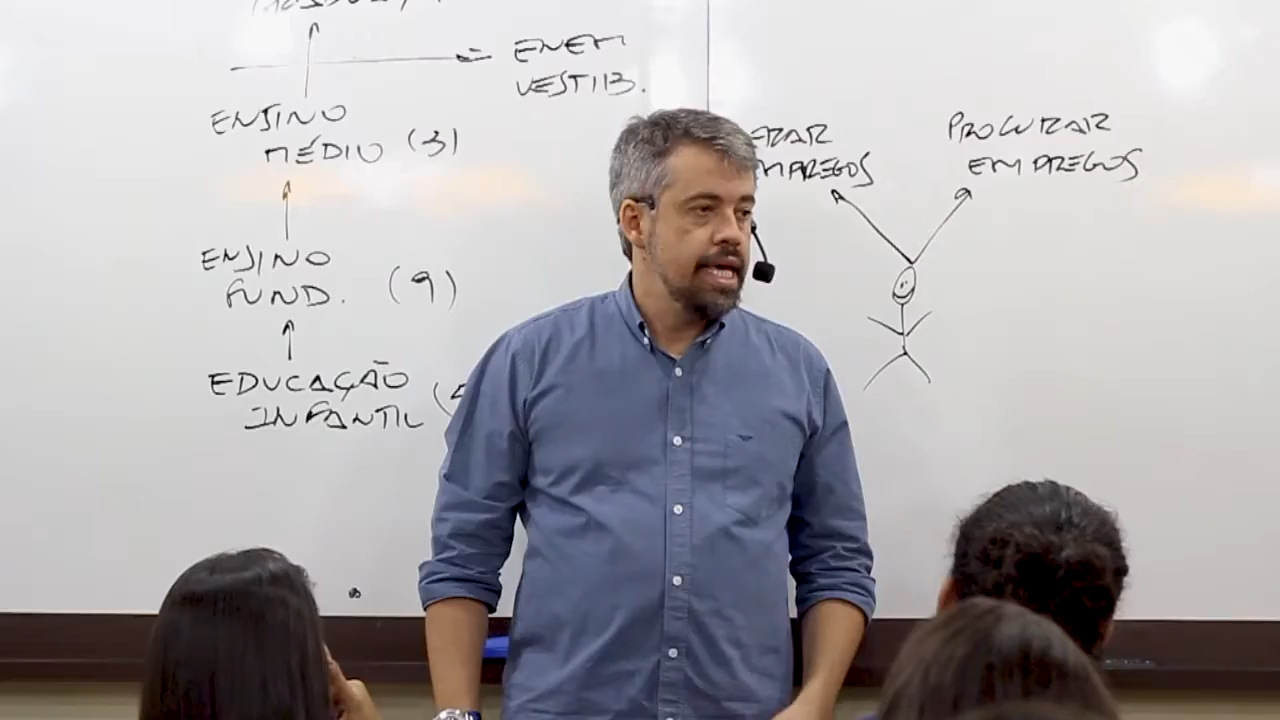 ENEM
VESTIB.
ENSINO
MÉDIO (3)
ENSINO
FUND. (9)
EDUCAÇÃO
INFANTIL
PROCURAR
EMPREGOS